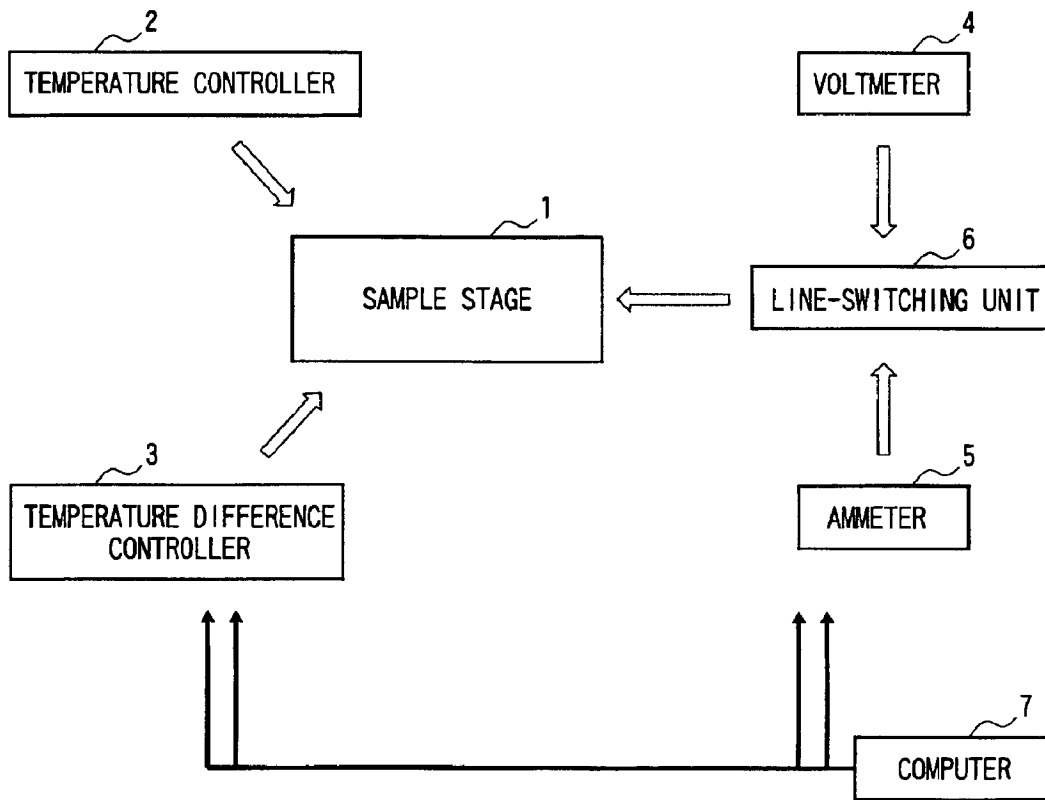 2
TEMPERATURE CONTROLLER
4
VOLTMETER
1
SAMPLE STAGE
6
LINE-SWITCHING UNIT
3
TEMPERATURE DIFFERENCE
CONTROLLER
5
AMMETER
7
COMPUTER